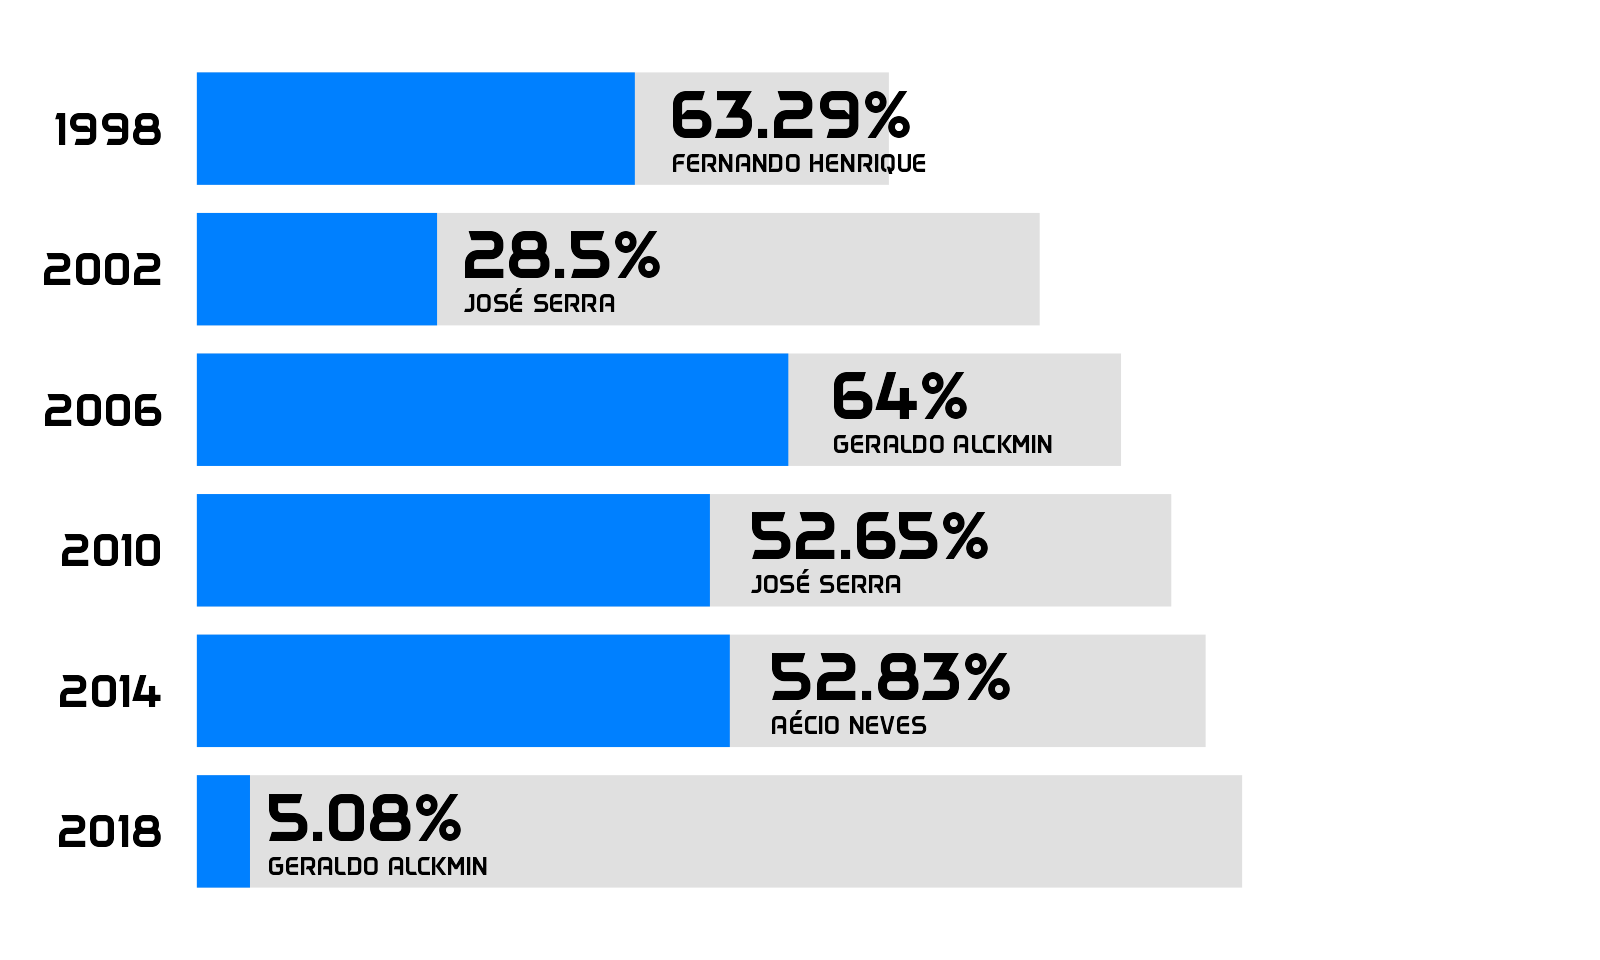 1998
63.29%
FERNANDO HENRIQUE
2002
28.5%
JOSÉ SERRA
2006
64%
GERALDO ALCKMIN
2010
52.65%
JOSÉ SERRA
2014
52.83%
AÉCIO NEVES
2018
5.08%
GERALDO ALCKMIN